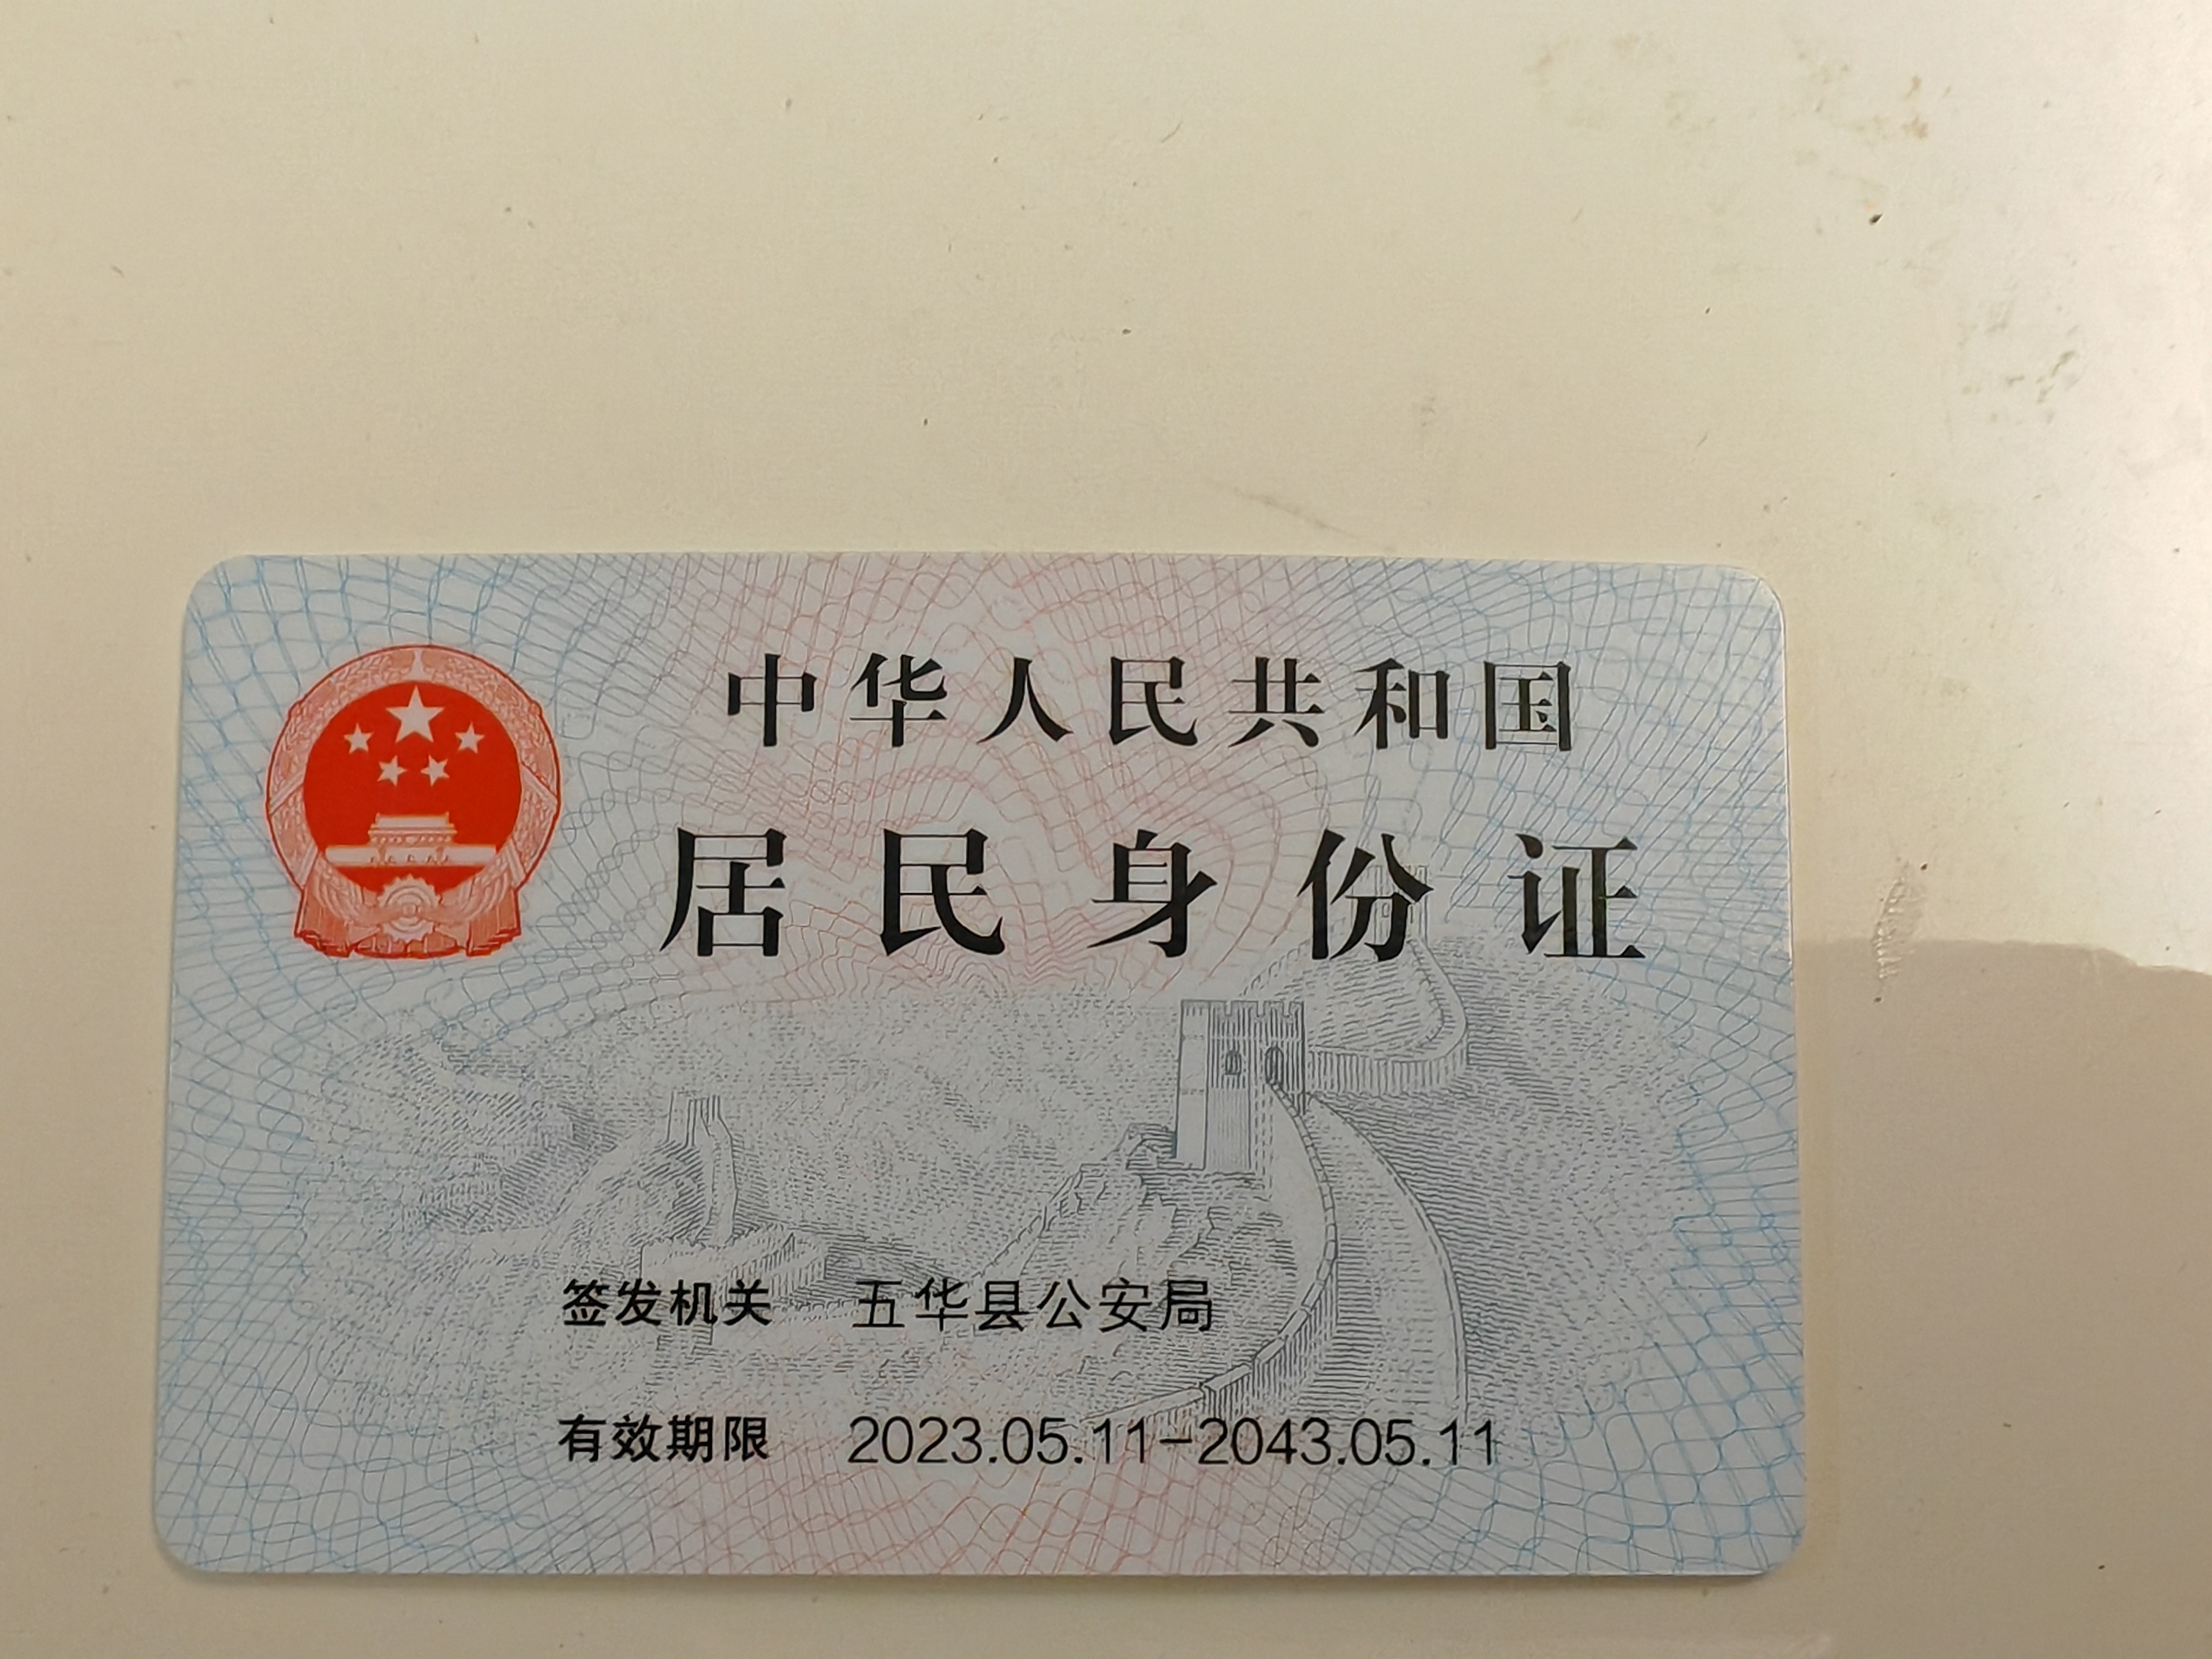 中华人民共和国
居民身份证
签发机关 五华县公安局
有效期限 2023.05.11-2043.05.11